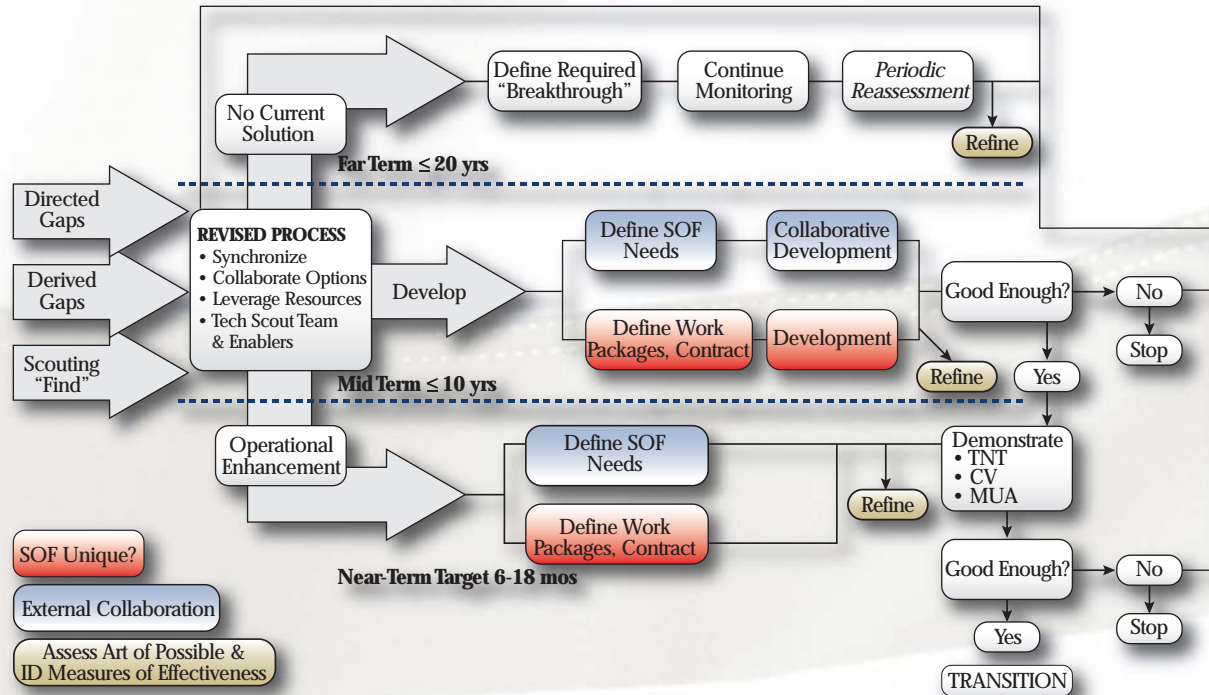 Define Required
"Breakthrough"
Continue
Monitoring
Periodic
Reassessment
No Current
Solution
Refine
Far Term ≤ 20 yrs
Directed
Gaps
Derived
Gaps
Scouting
"Find"
REVISED PROCESS
• Synchronize
• Collaborate Options
• Leverage Resources
• Tech Scout Team
& Enablers
Develop
Define SOF
Needs
Collaborative
Development
Define Work
Packages, Contract
Development
Refine
Good Enough?
No
Stop
Yes
Mid Term ≤ 10 yrs
Operational
Enhancement
Define SOF
Needs
Define Work
Packages, Contract
Refine
Demonstrate
• TNT
• CV
• MUA
Near-Term Target 6-18 mos
Good Enough?
No
Stop
Yes
TRANSITION
SOF Unique?
External Collaboration
Assess Art of Possible &
ID Measures of Effectiveness